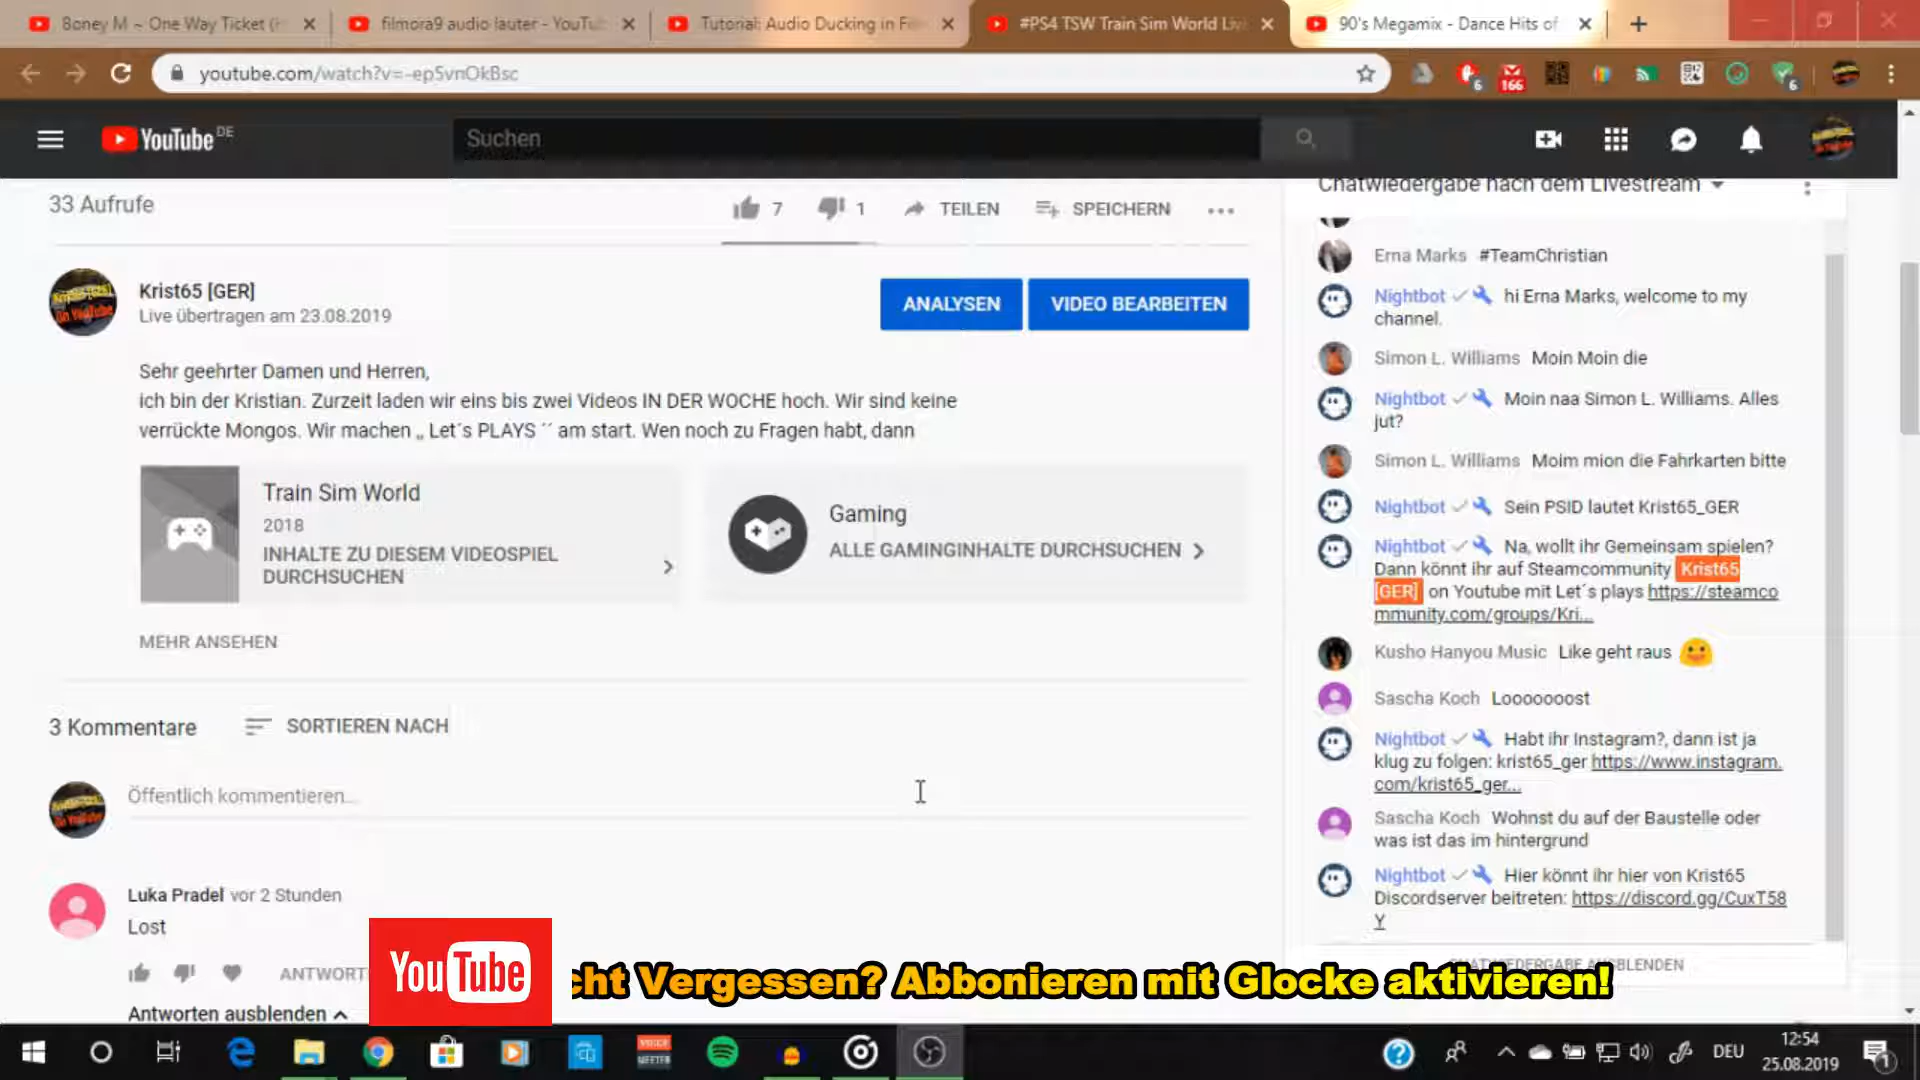 Boney M ~ One Way Ticket (
filmora9 audio lauter - YouTu
Tutorial: Audio Ducking in Fi
#PS4 TSW Train Sim World Liv
90's Megamix - Dance Hits of
youtube.com/watch?v=-ep5vnOkBsc
6
166
6
YouTube DE
Suchen
33 Aufrufe
7
1
TEILEN
SPEICHERN
Krist65 [GER]
Live übertragen am 23.08.2019
ANALYSEN
VIDEO BEARBEITEN
Sehr geehrter Damen und Herren,
ich bin der Kristian. Zurzeit laden wir eins bis zwei Videos IN DER WOCHE hoch. Wir sind keine
verrückte Mongos. Wir machen ,, Let´s PLAYS ´´ am start. Wen noch zu Fragen habt, dann
Train Sim World
2018
INHALTE ZU DIESEM VIDEOSPIEL
DURCHSUCHEN
Gaming
ALLE GAMINGINHALTE DURCHSUCHEN
MEHR ANSEHEN
3 Kommentare
SORTIEREN NACH
Öffentlich kommentieren...
Luka Pradel vor 2 Stunden
Lost
ANTWORT
Antworten ausblenden
Chatwiedergabe nach dem Livestream
Erna Marks #TeamChristian
Nightbot hi Erna Marks, welcome to my
channel.
Simon L. Williams Moin Moin die
Nightbot Moin naa Simon L. Williams. Alles
jut?
Simon L. Williams Moim mion die Fahrkarten bitte
Nightbot Sein PSID lautet Krist65_GER
Nightbot Na, wollt ihr Gemeinsam spielen?
Dann könnt ihr auf Steamcommunity Krist65
[GER] on Youtube mit Let´s plays https://steamco
mmunity.com/groups/Kri...
Kusho Hanyou Music Like geht raus
Sascha Koch Looooooost
Nightbot Habt ihr Instagram?, dann ist ja
klug zu folgen: krist65_ger https://www.instagram.
com/krist65_ger...
Sascha Koch Wohnst du auf der Baustelle oder
was ist das im hintergrund
Nightbot Hier könnt ihr hier von Krist65
Discordserver beitreten: https://discord.gg/CuxT58
Y
CHATWIEDERGABE AUSBLENDEN
YouTube
cht Vergessen? Abbonieren mit Glocke aktivieren!
VOICE
MEETER
DEU
12:54
25.08.2019
1